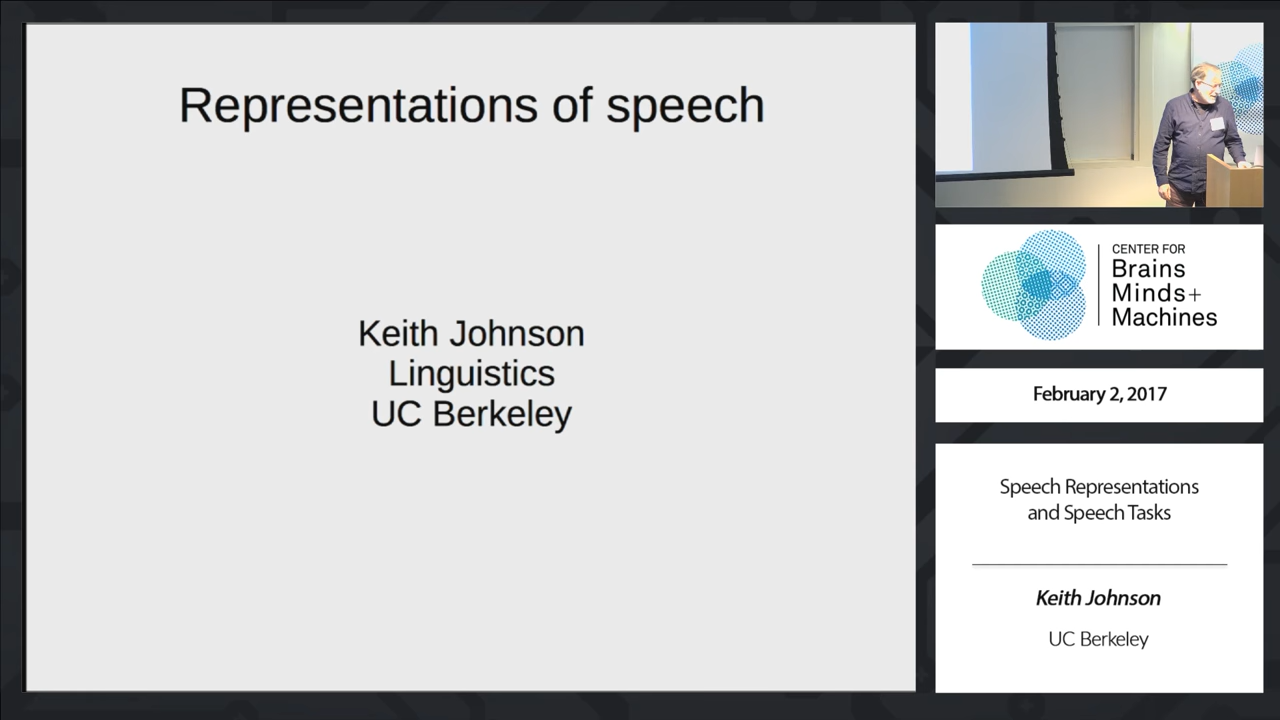 Representations of speech
Keith Johnson
Linguistics
UC Berkeley
CENTER FOR
Brains
Minds+
Machines
February 2, 2017
Speech Representations
and Speech Tasks
Keith Johnson
UC Berkeley